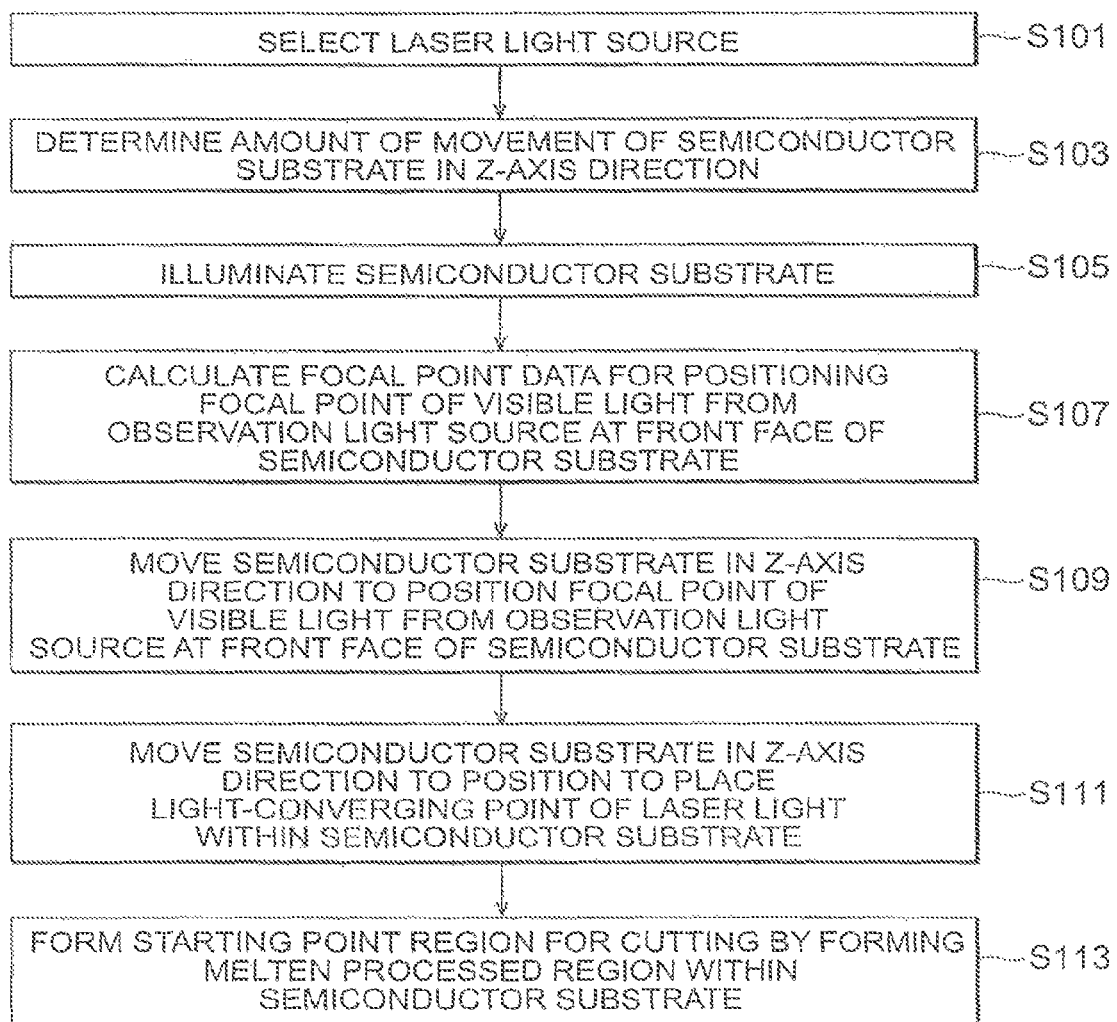 SELECT LASER LIGHT SOURCE
S101
DETERMINE AMOUNT OF MOVEMENT OF SEMICONDUCTOR
SUBSTRATE IN Z-AXIS DIRECTION
S103
ILLUMINATE SEMICONDUCTOR SUBSTRATE
S105
CALCULATE FOCAL POINT DATA FOR POSITIONING
FOCAL POINT OF VISIBLE LIGHT FROM
OBSERVATION LIGHT SOURCE AT FRONT FACE OF
SEMICONDUCTOR SUBSTRATE
S107
MOVE SEMICONDUCTOR SUBSTRATE IN Z-AXIS
DIRECTION TO POSITION FOCAL POINT OF
VISIBLE LIGHT FROM OBSERVATION LIGHT
SOURCE AT FRONT FACE OF SEMICONDUCTOR SUBSTRATE
S109
MOVE SEMICONDUCTOR SUBSTRATE IN Z-AXIS
DIRECTION TO POSITION TO PLACE
LIGHT-CONVERGING POINT OF LASER LIGHT
WITHIN SEMICONDUCTOR SUBSTRATE
S111
FORM STARTING POINT REGION FOR CUTTING BY FORMING
MELTEN PROCESSED REGION WITHIN
SEMICONDUCTOR SUBSTRATE
S113